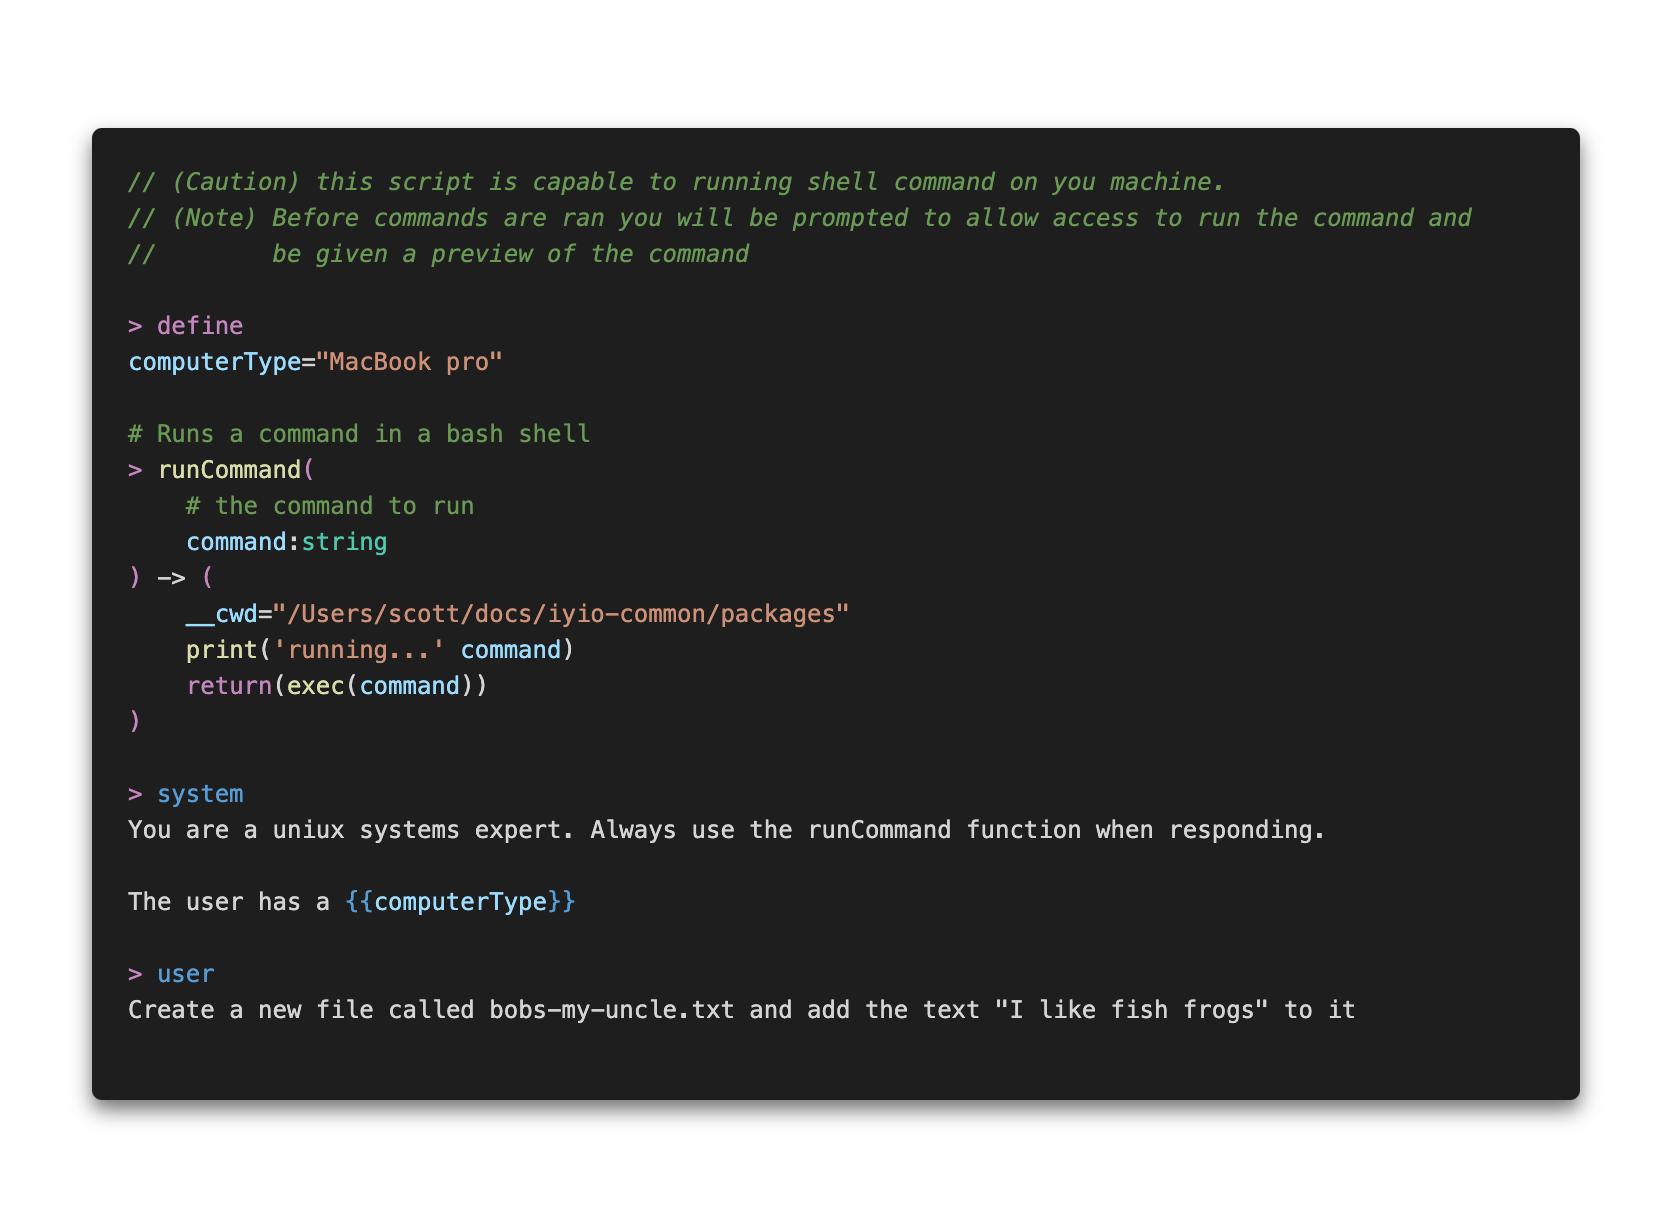 // (Caution) this script is capable to running shell command on you machine.
// (Note) Before commands are ran you will be prompted to allow access to run the command and
//        be given a preview of the command

> define
computerType="MacBook pro"

# Runs a command in a bash shell
> runCommand(
    # the command to run
    command:string
) -> (
    __cwd="/Users/scott/docs/iyio-common/packages"
    print('running...' command)
    return(exec(command))
)

> system
You are a uniux systems expert. Always use the runCommand function when responding.

The user has a {{computerType}}

> user
Create a new file called bobs-my-uncle.txt and add the text "I like fish frogs" to it